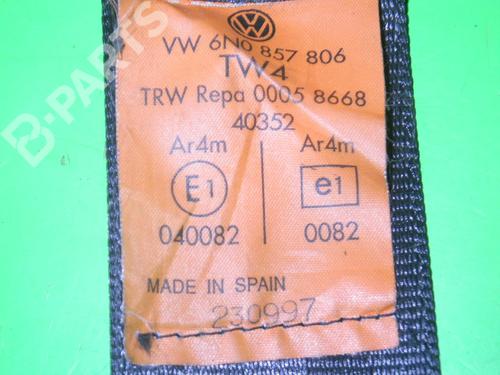 B-PARTS
VW 6N0 857 806
TW4
TRW Repa 0005 8668
40352
Ar4m Ar4m
E1 e1
040082 0082
MADE IN SPAIN
230997